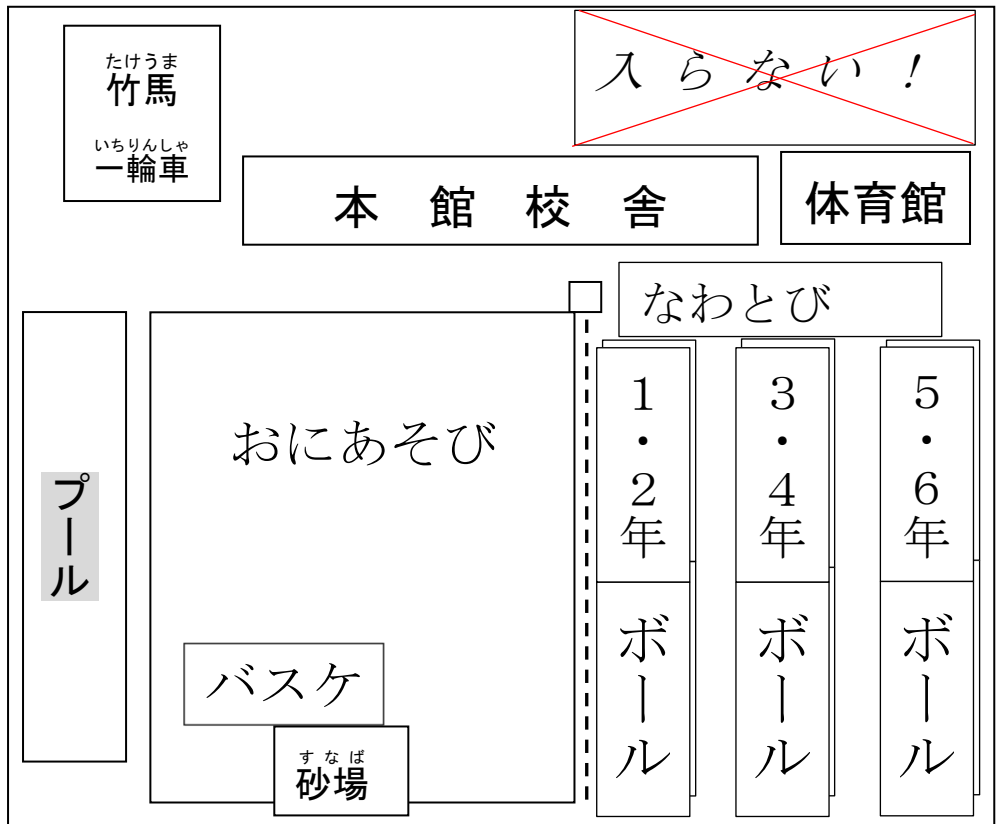 たけうま
竹馬
いちりんしゃ
一輪車
入らない！
本館校舎
体育館
なわとび
プール
おにあそび
バスケ
すなば
砂場
１・２年
ボール
３・４年
ボール
５・６年
ボール